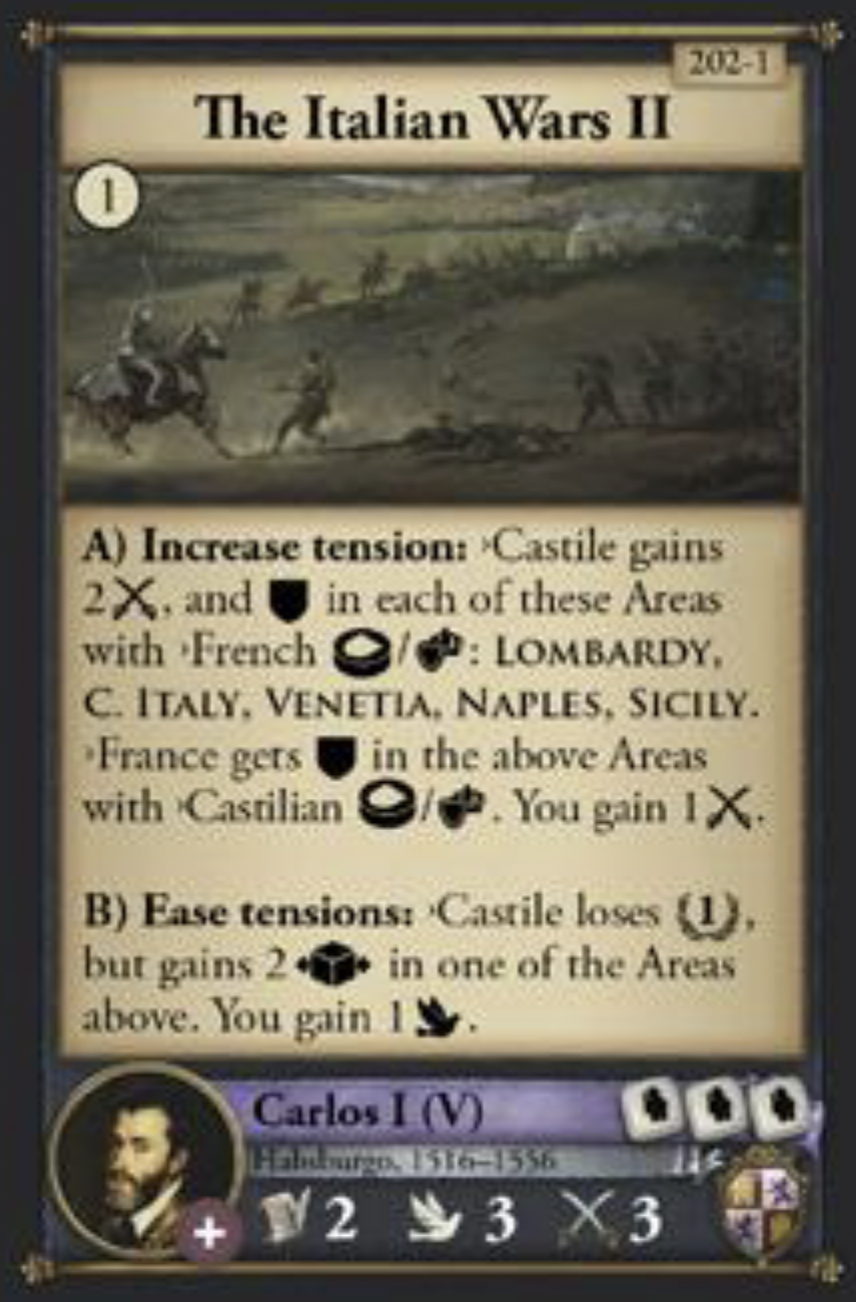 202-1
The Italian Wars II
1
A) Increase tension: Castile gains
2, and in each of these Areas
with French / : LOMBARDY,
C. ITALY, VENETIA, NAPLES, SICILY.
France gets in the above Areas
with Castilian / . You gain 1.
B) Ease tensions: Castile loses (1),
but gains 2 in one of the Areas
above. You gain 1.
Carlos I (V)
Habsburgo, 1516–1556
+ 2 3 3